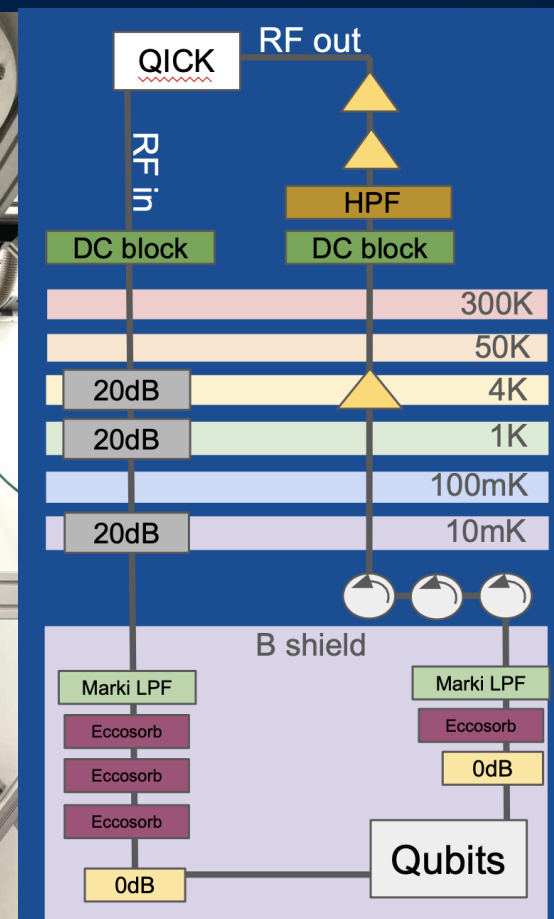 QICK
RF out
RF in
HPF
DC block
DC block
300K
50K
20dB
4K
20dB
1K
100mK
20dB
10mK
B shield
Marki LPF
Marki LPF
Eccosorb
Eccosorb
Eccosorb
0dB
Eccosorb
Qubits
0dB